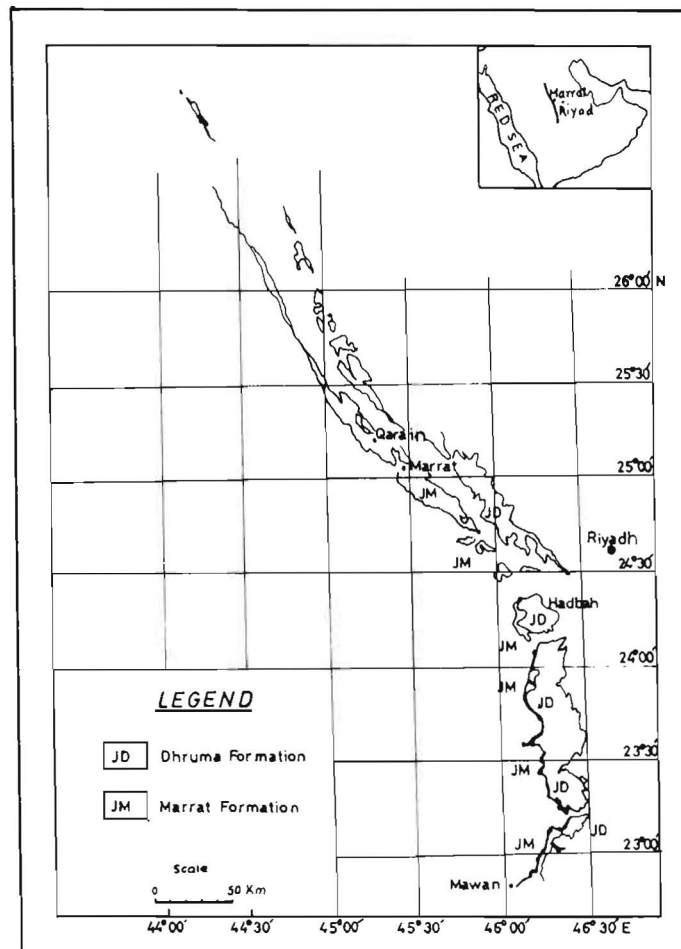 Marrat
Riyad
RED SEA
26°00' N
25°30'
Qarain
Marrat
25°00'
JM
JD
Riyadh
JM
24°30'
Hadbah
JD
JM
24°00'
JM
JD
LEGEND
JD Dhruma Formation
23°30'
JM
JD
JM Marrat Formation
JD
JM
23°00'
Scale
0 50 Km
Mawan
44°00' 44°30' 45°00' 45°30' 46°00' 46°30' E